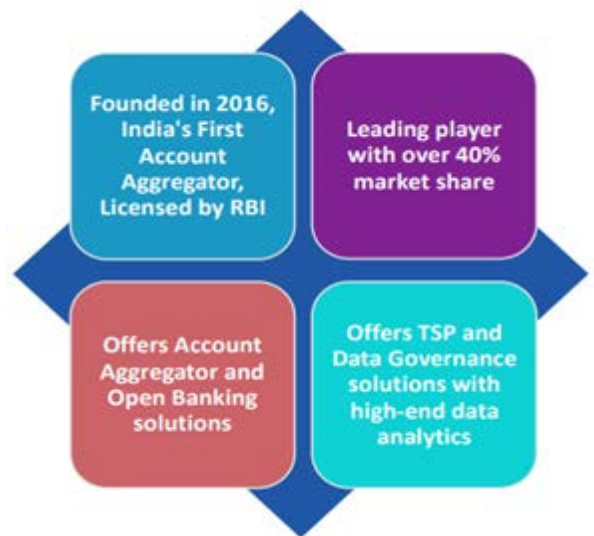 Founded in 2016,
India's First
Account
Aggregator,
Licensed by RBI
Leading player
with over 40%
market share
Offers Account
Aggregator and
Open Banking
solutions
Offers TSP and
Data Governance
solutions with
high-end data
analytics